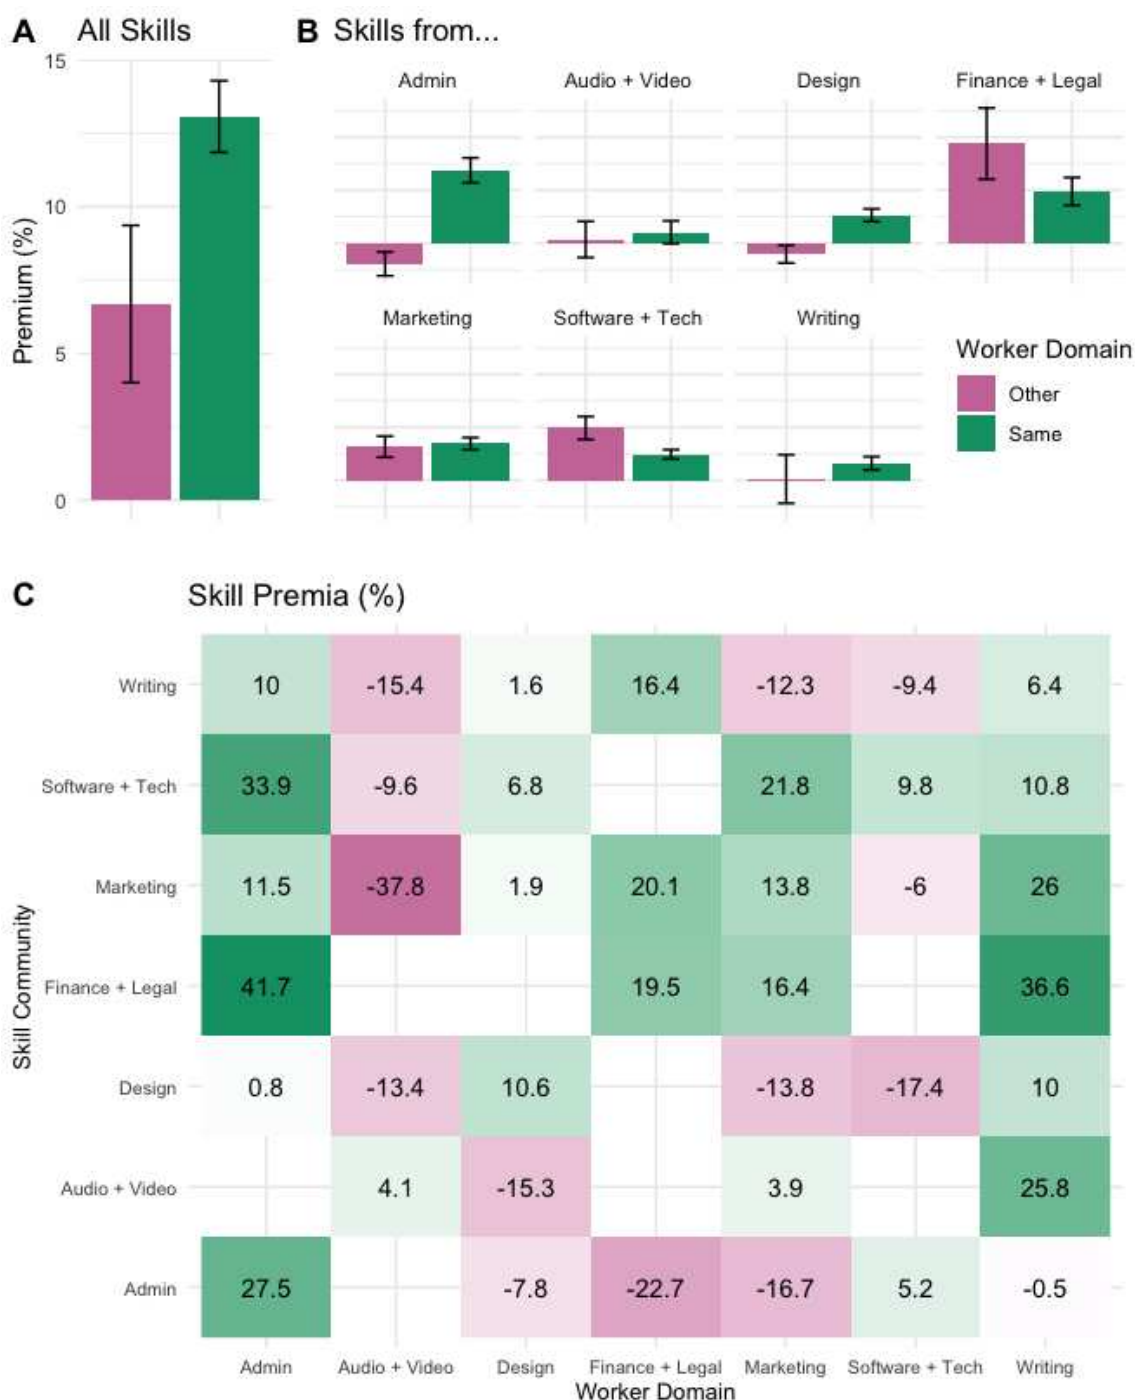 A All Skills
B Skills from...
Premium (%)
15
10
5
0
Admin
Audio + Video
Design
Finance + Legal
Marketing
Software + Tech
Writing
Worker Domain
Other
Same
C Skill Premia (%)
Skill Community
Writing 10 -15.4 1.6 16.4 -12.3 -9.4 6.4
Software + Tech 33.9 -9.6 6.8 21.8 9.8 10.8
Marketing 11.5 -37.8 1.9 20.1 13.8 -6 26
Finance + Legal 41.7 19.5 16.4 36.6
Design 0.8 -13.4 10.6 -13.8 -17.4 10
Audio + Video 4.1 -15.3 3.9 25.8
Admin 27.5 -7.8 -22.7 -16.7 5.2 -0.5
Admin Audio + Video Design Finance + Legal Marketing Software + Tech Writing
Worker Domain